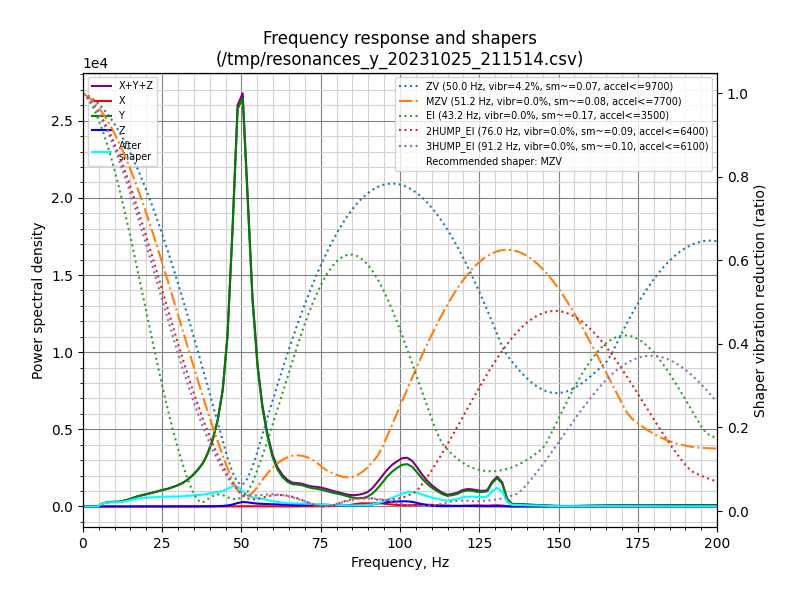 Frequency response and shapers
(/tmp/resonances_y_20231025_211514.csv)
1e4
X+Y+Z
X
Y
Z
After
shaper
ZV (50.0 Hz, vibr=4.2%, sm~=0.07, accel<=9700)
MZV (51.2 Hz, vibr=0.0%, sm~=0.08, accel<=7700)
EI (43.2 Hz, vibr=0.0%, sm~=0.17, accel<=3500)
2HUMP_EI (76.0 Hz, vibr=0.0%, sm~=0.09, accel<=6400)
3HUMP_EI (91.2 Hz, vibr=0.0%, sm~=0.10, accel<=6100)
Recommended shaper: MZV
Power spectral density
2.5
2.0
1.5
1.0
0.5
0.0
1.0
0.8
0.6
0.4
0.2
0.0
Shaper vibration reduction (ratio)
0 25 50 75 100 125 150 175 200
Frequency, Hz